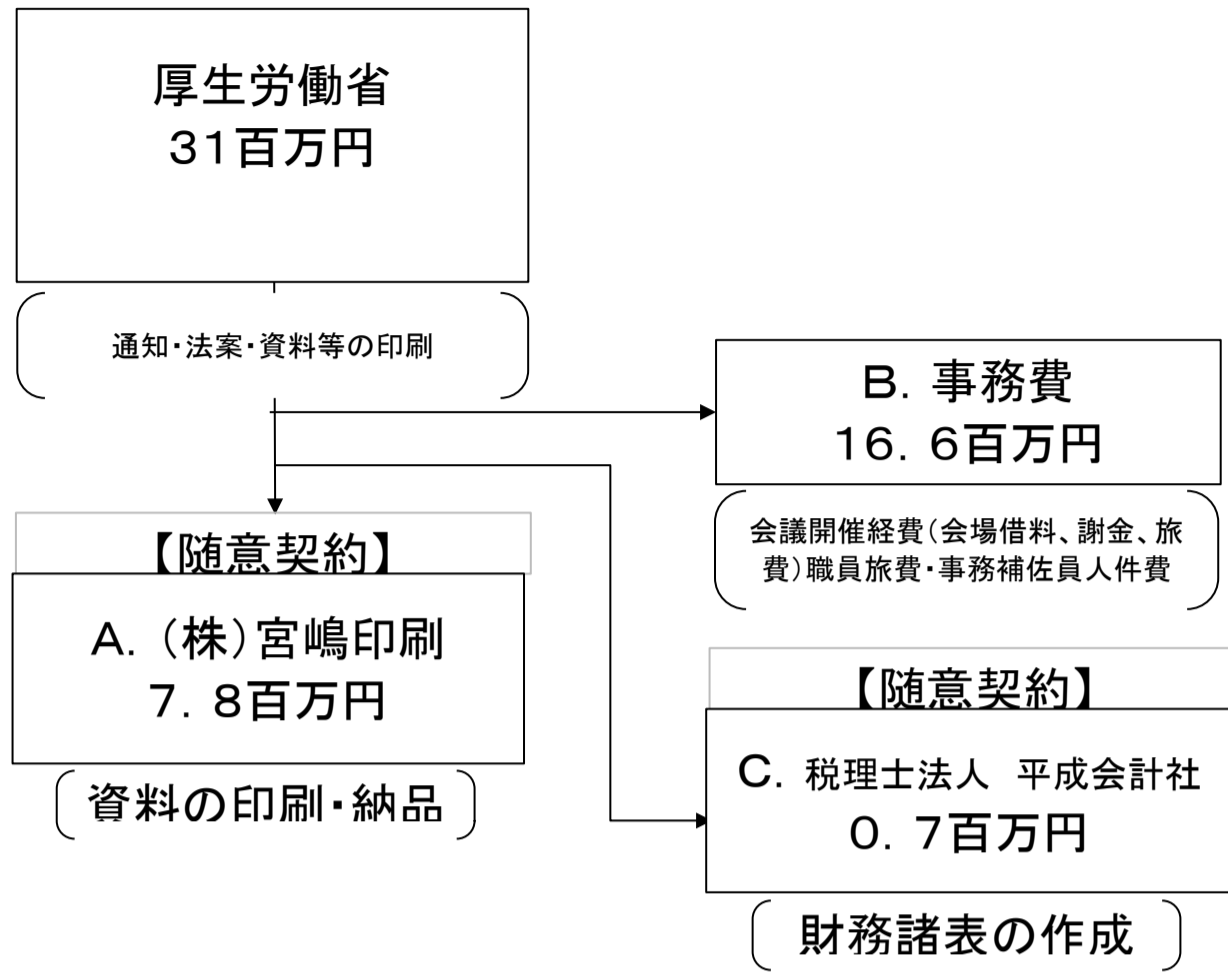 厚生労働省
31百万円
通知・法案・資料等の印刷
B. 事務費
16. 6百万円
会議開催経費(会場借料、謝金、旅
費)職員旅費・事務補佐員人件費
【随意契約】
A. (株)宮嶋印刷
7. 8百万円
資料の印刷・納品
【随意契約】
C. 税理士法人 平成会計社
0. 7百万円
財務諸表の作成